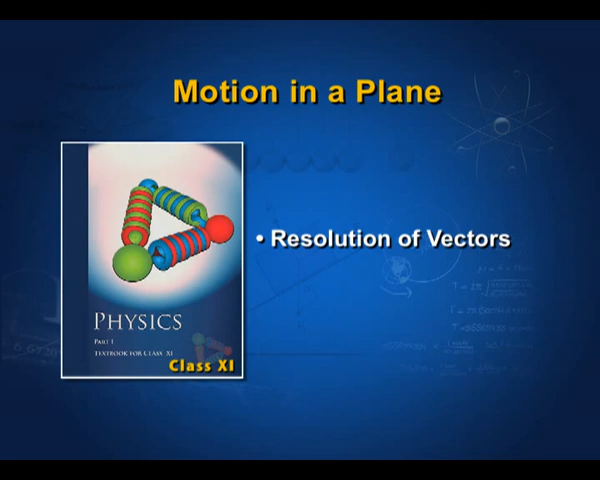 Motion in a Plane
• Resolution of Vectors
PHYSICS
PART I
TEXTBOOK FOR CLASS XI
Class XI